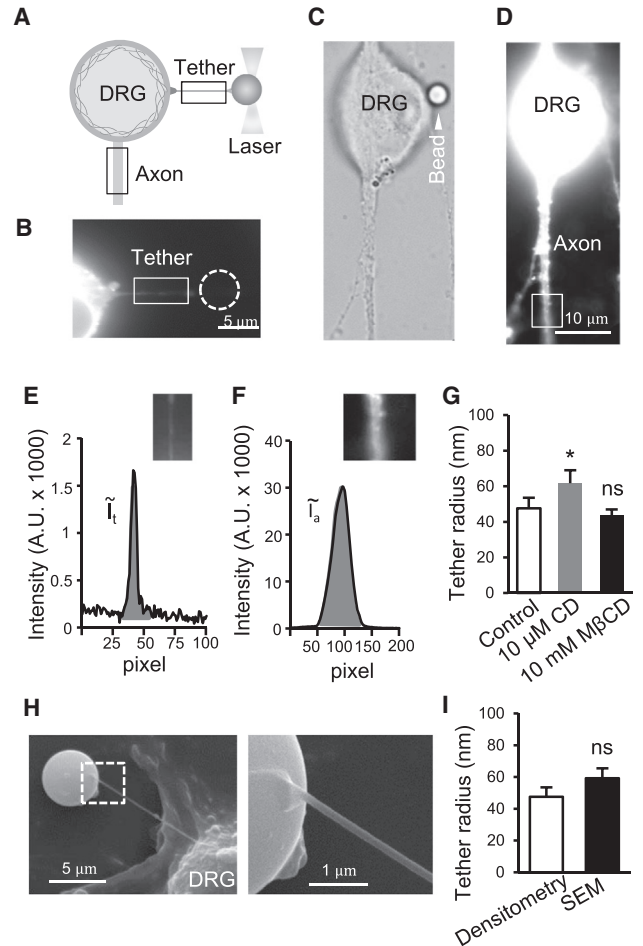 A
DRG
Tether
Laser
Axon
B
Tether
5 μm
C
DRG
Bead
D
DRG
Axon
10 μm
E
Intensity (A.U. x 1000)
2
1.5
1
0.5
0
Ĩt
25 50 75 100
pixel
F
Intensity (A.U. x 1000)
40
30
20
10
0
Ĩa
50 100 150 200
pixel
G
Tether radius (nm)
100
80
60
40
20
0
*
ns
Control
10 μM CD
10 mM MβCD
H
5 μm
DRG
1 μm
I
Tether radius (nm)
100
80
60
40
20
0
ns
Densitometry
SEM